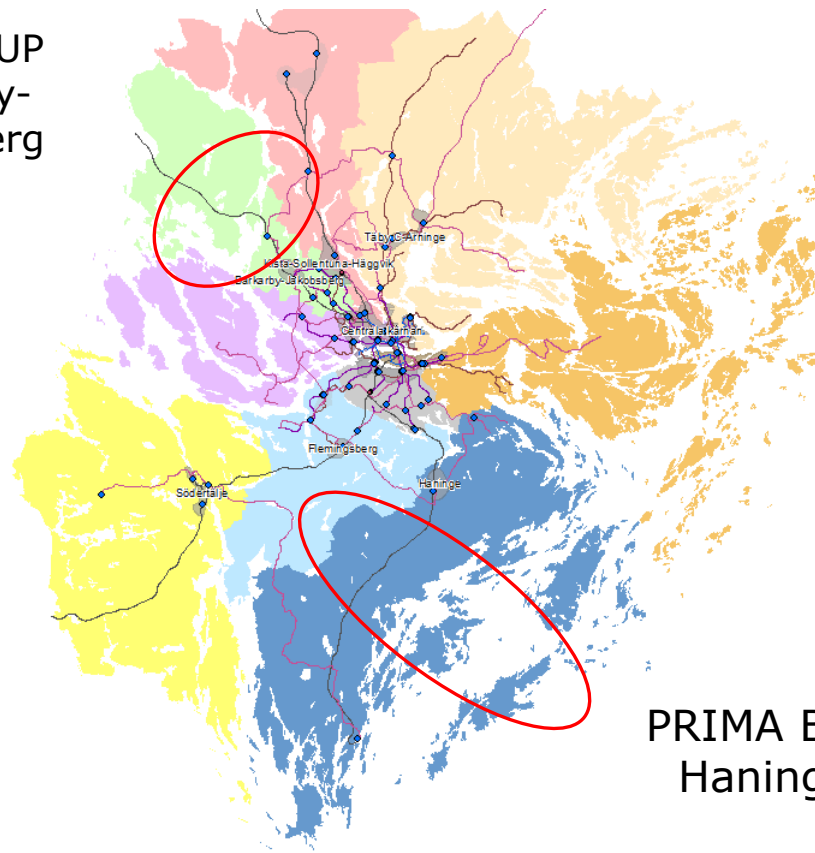 UP
y-
erg
Täby C-Arninge
Kista-Sollentuna-Häggvik
Barkarby-Jakobsberg
Centrala kärnan
Flemingsberg
Haninge
Södertälje
PRIMA E
Haning